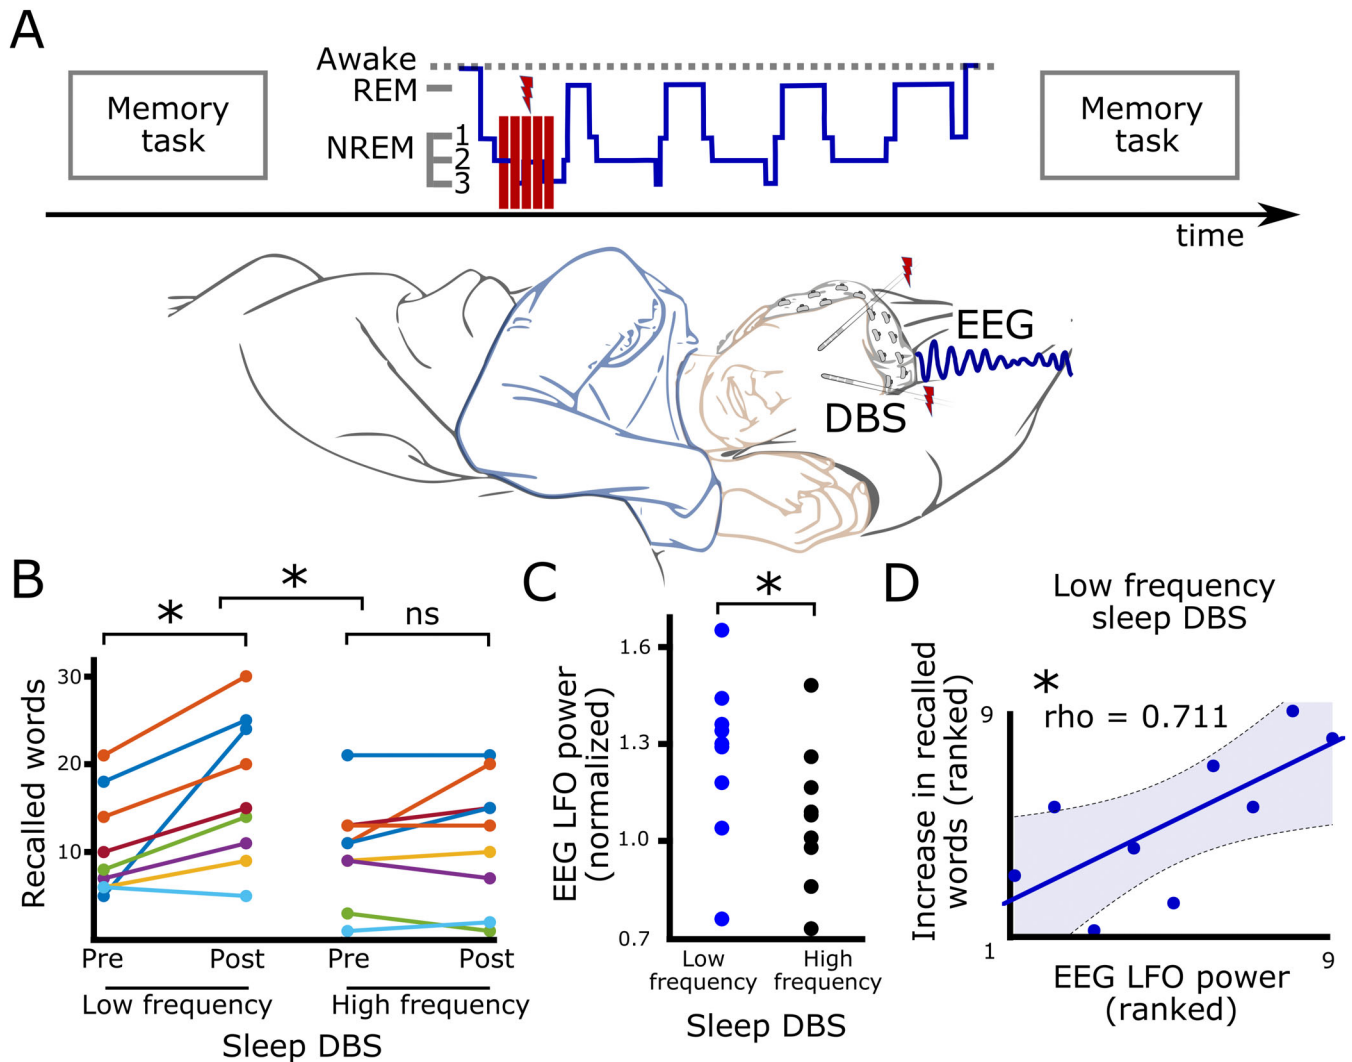 A
Awake
REM
NREM
1
2
3
Memory
task
Memory
task
time
EEG
DBS
B
*
*
ns
Recalled words
30
20
10
Pre
Post
Pre
Post
Low frequency
High frequency
Sleep DBS
C
*
EEG LFO power
(normalized)
1.6
1.3
1.0
0.7
Low
frequency
High
frequency
Sleep DBS
D
Low frequency
sleep DBS
*
rho = 0.711
Increase in recalled
words (ranked)
9
1
9
EEG LFO power
(ranked)